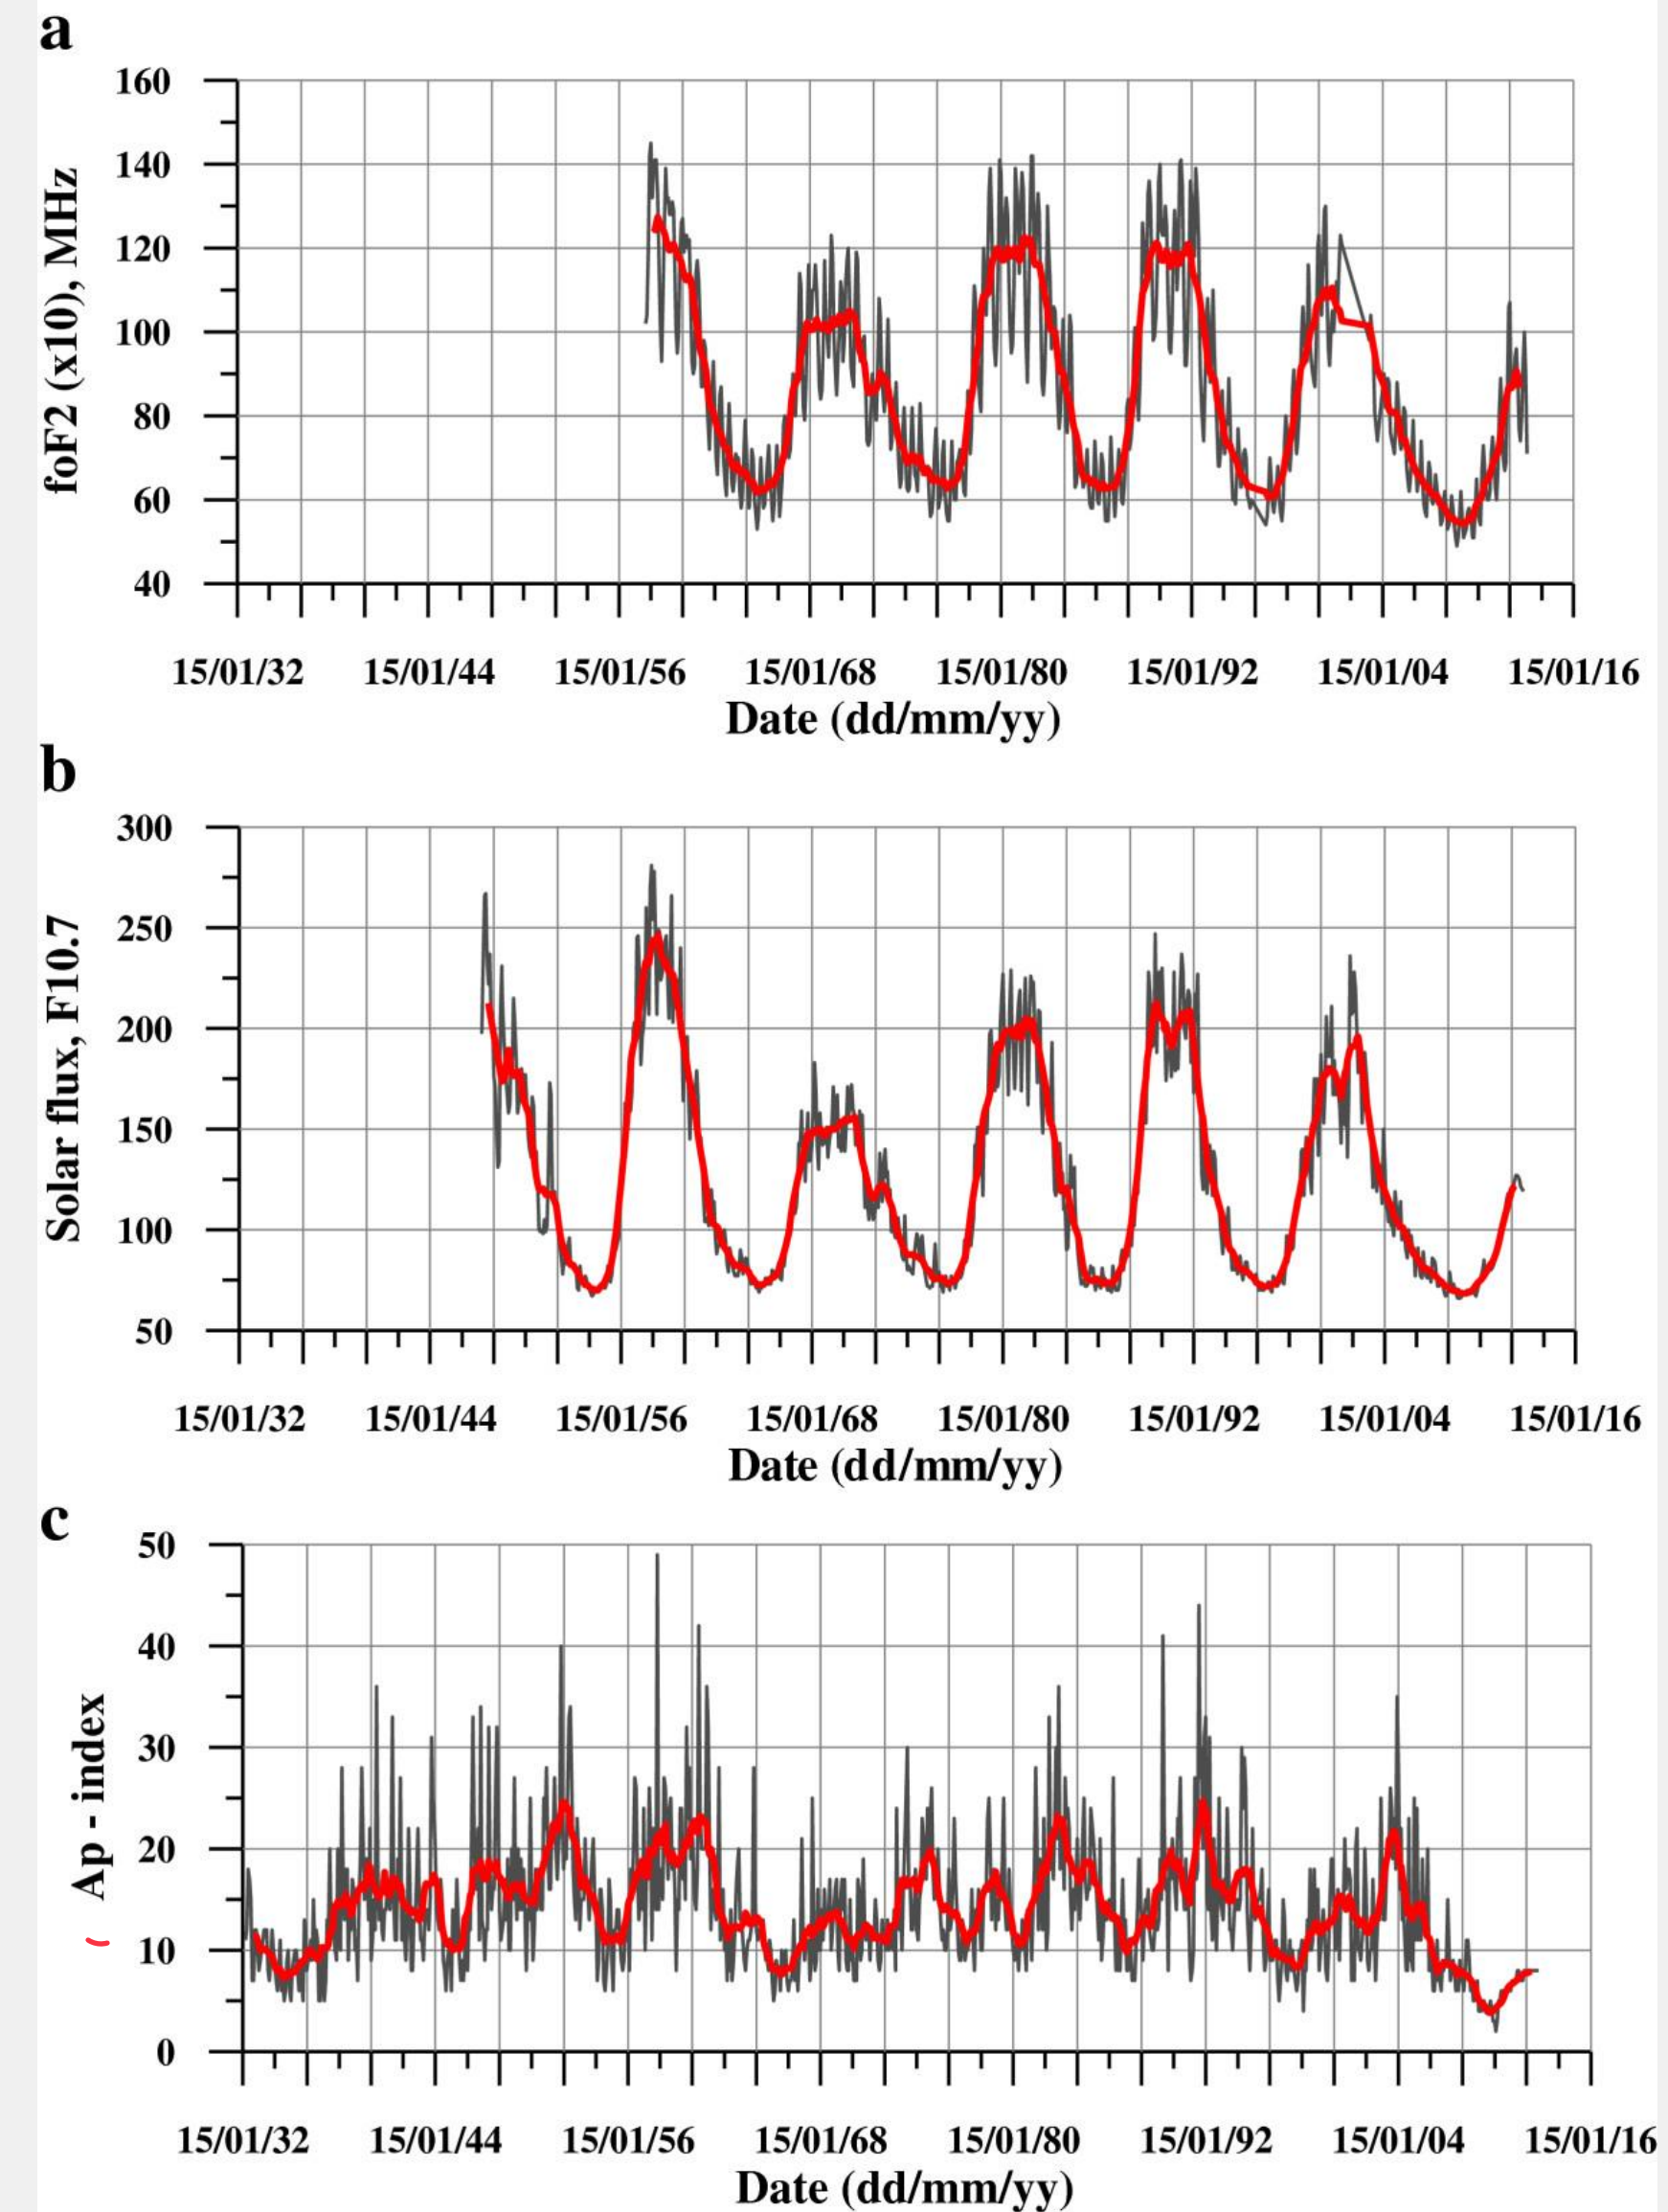 a
160
140
120
100
80
60
40
foF2 (x10), MHz
15/01/32 15/01/44 15/01/56 15/01/68 15/01/80 15/01/92 15/01/04 15/01/16
Date (dd/mm/yy)
b
300
250
200
150
100
50
Solar flux, F10.7
15/01/32 15/01/44 15/01/56 15/01/68 15/01/80 15/01/92 15/01/04 15/01/16
Date (dd/mm/yy)
c
50
40
30
20
10
0
Ap - index
15/01/32 15/01/44 15/01/56 15/01/68 15/01/80 15/01/92 15/01/04 15/01/16
Date (dd/mm/yy)